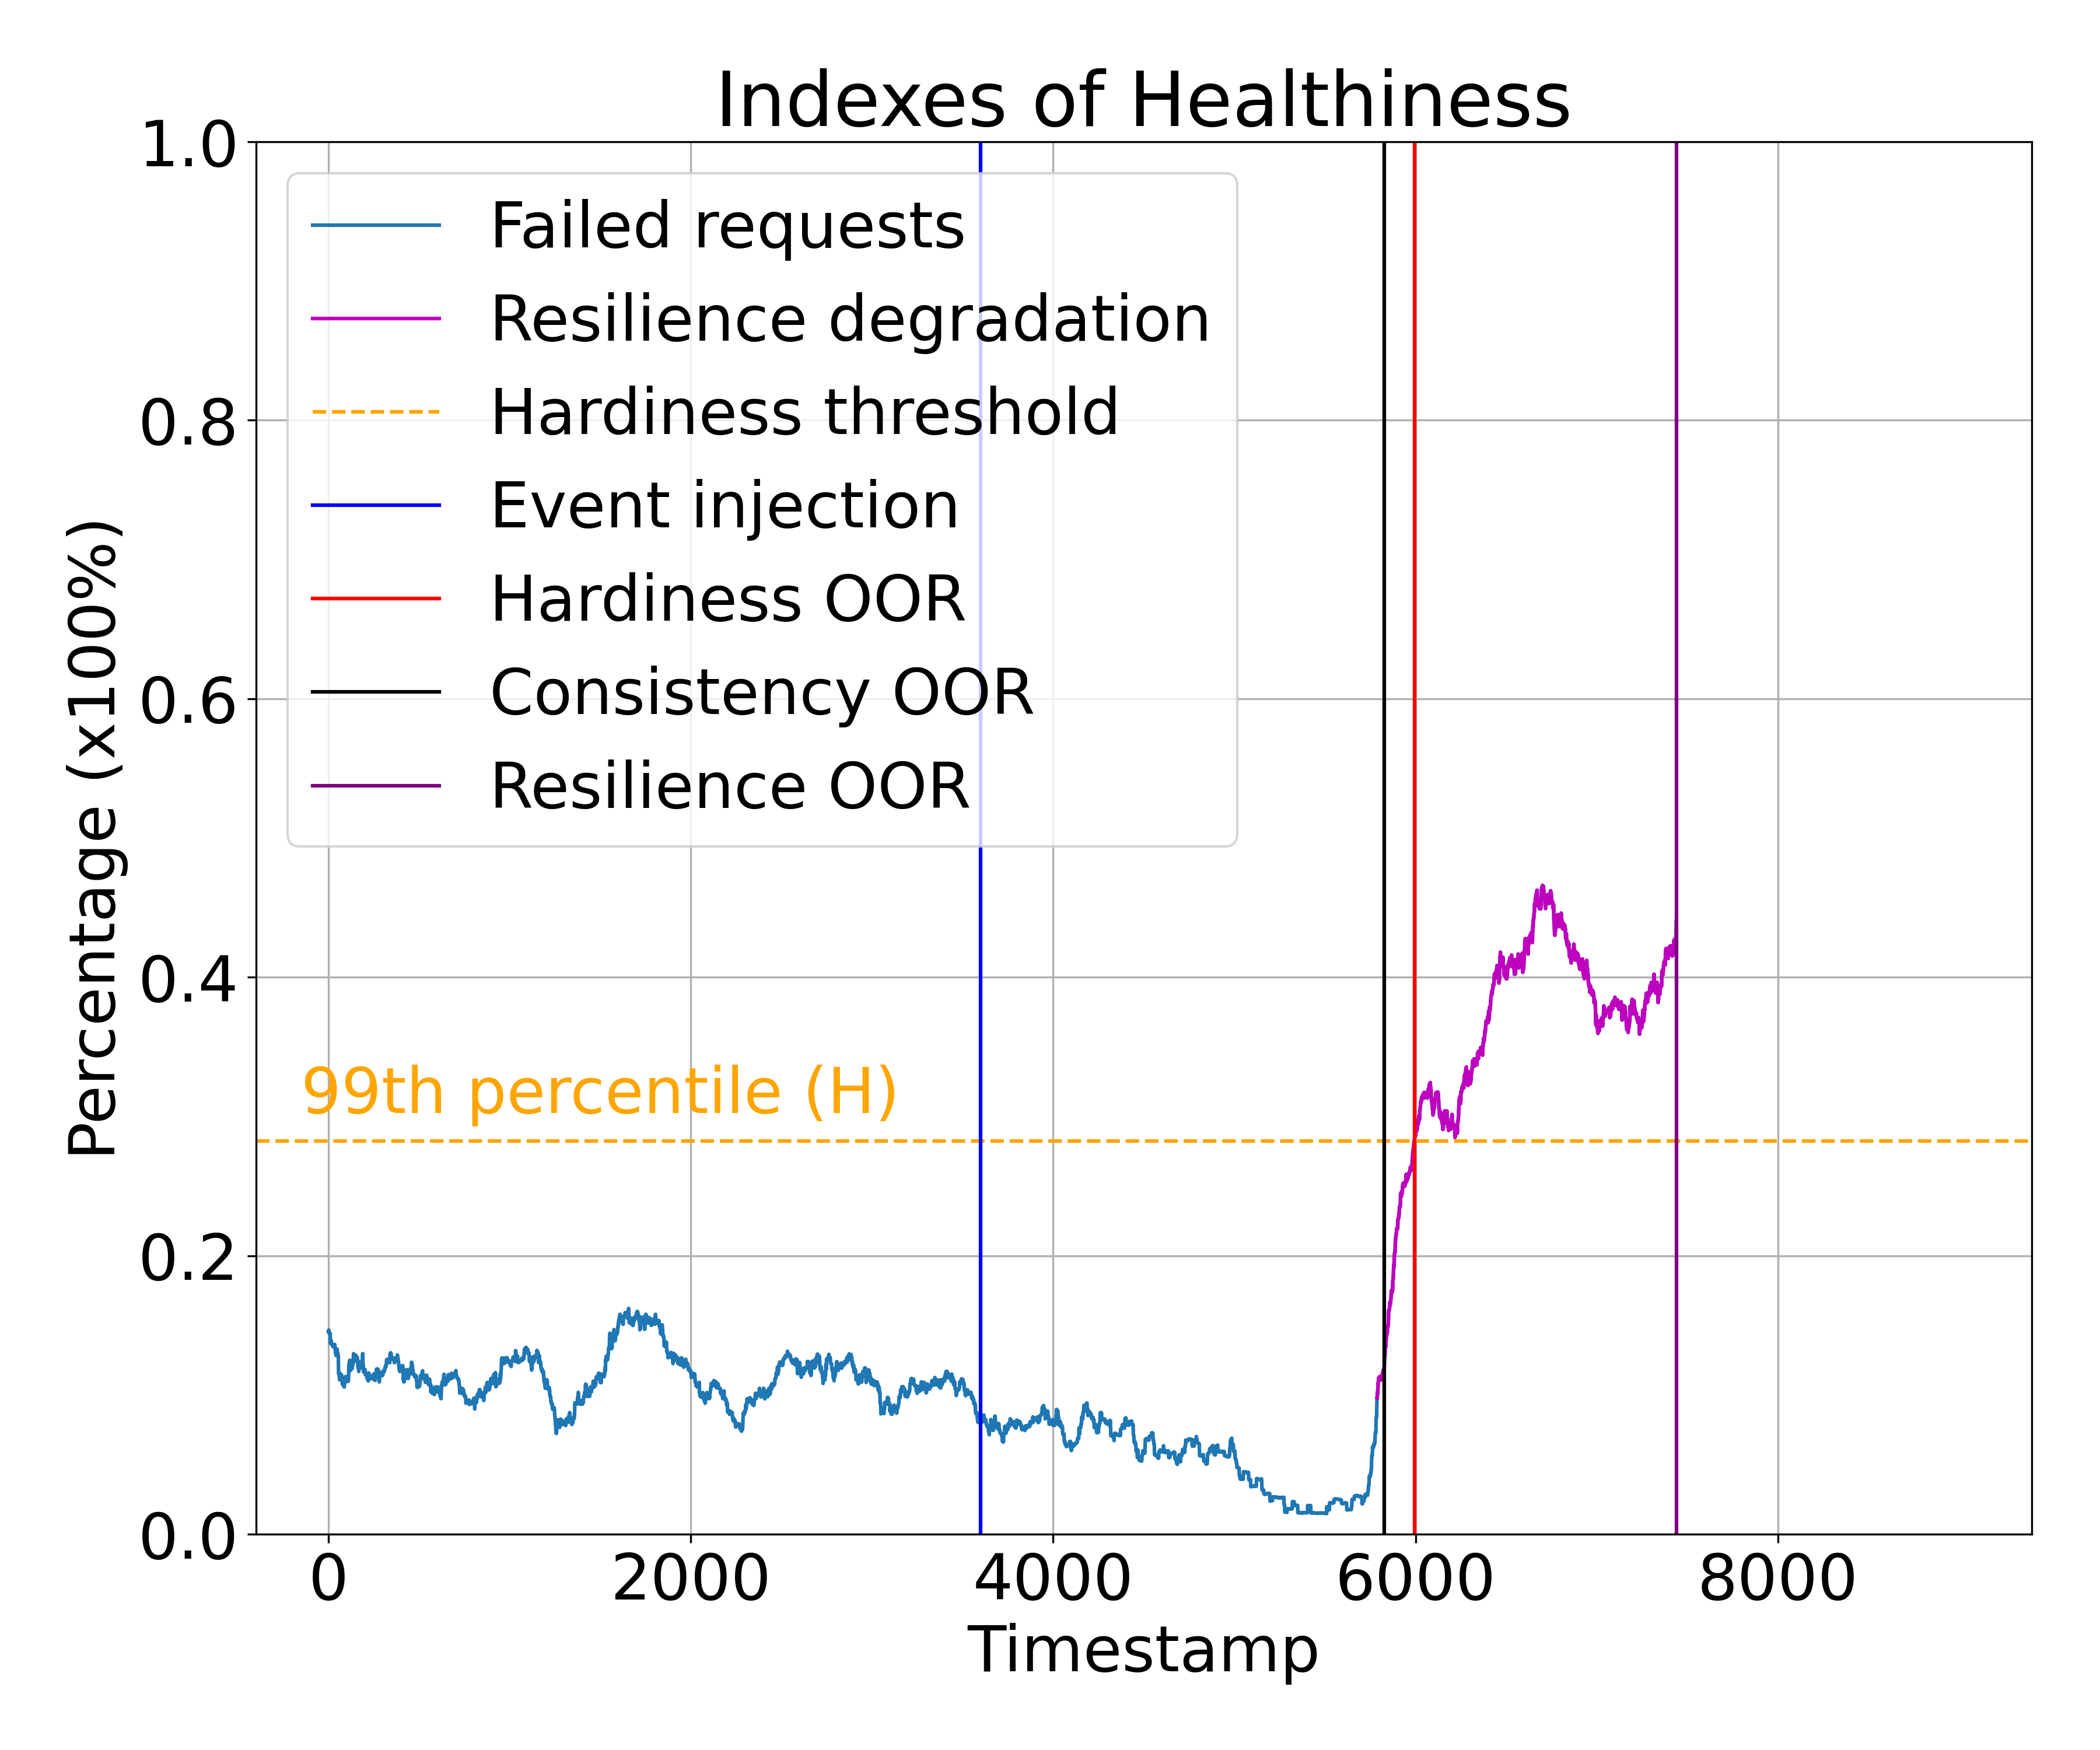 Indexes of Healthiness
1.0
0.8
0.6
0.4
0.2
0.0
Percentage (x100%)
Failed requests
Resilience degradation
Hardiness threshold
Event injection
Hardiness OOR
Consistency OOR
Resilience OOR
99th percentile (H)
0 2000 4000 6000 8000
Timestamp